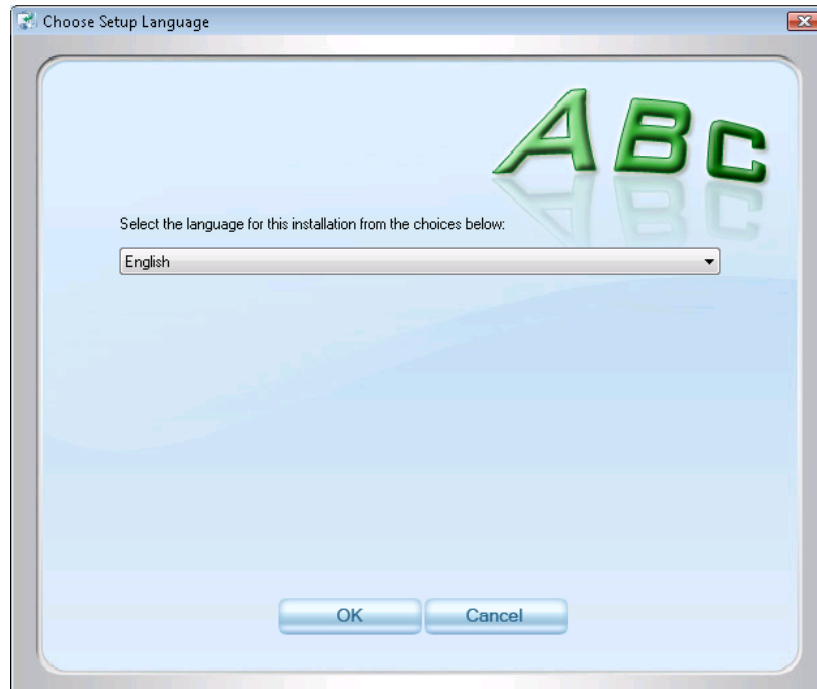 Choose Setup Language
ABC
Select the language for this installation from the choices below:
English
OK Cancel